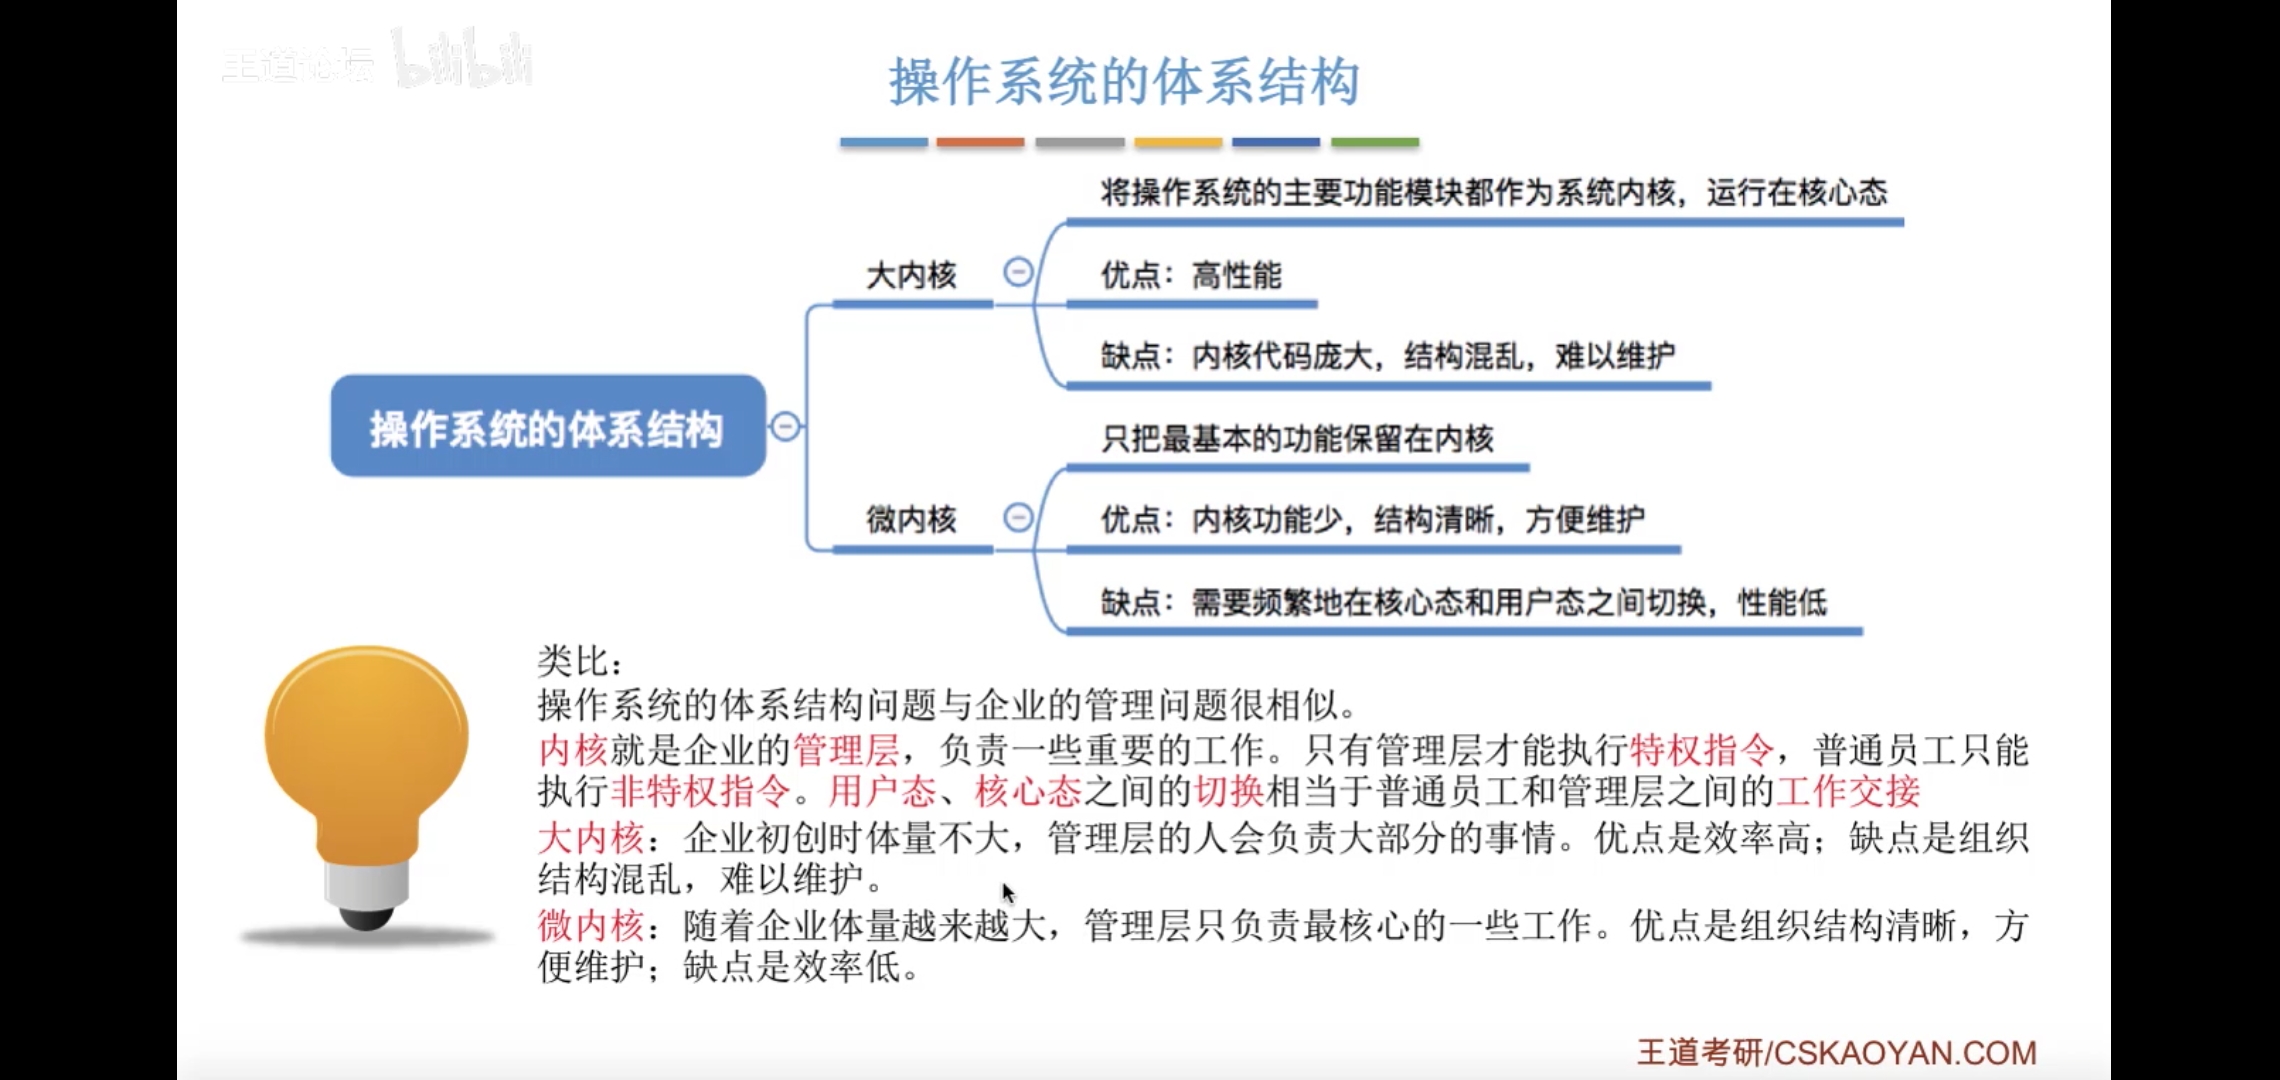 王道论坛 bilibili
操作系统的体系结构
将操作系统的主要功能模块都作为系统内核，运行在核心态
大内核
优点：高性能
缺点：内核代码庞大，结构混乱，难以维护
操作系统的体系结构
只把最基本的功能保留在内核
微内核
优点：内核功能少，结构清晰，方便维护
缺点：需要频繁地在核心态和用户态之间切换，性能低
类比：
操作系统的体系结构问题与企业的管理问题很相似。
内核就是企业的管理层，负责一些重要的工作。只有管理层才能执行特权指令，普通员工只能
执行非特权指令。用户态、核心态之间的切换相当于普通员工和管理层之间的工作交接
大内核：企业初创时体量不大，管理层的人会负责大部分的事情。优点是效率高；缺点是组织
结构混乱，难以维护。
微内核：随着企业体量越来越大，管理层只负责最核心的一些工作。优点是组织结构清晰，方
便维护；缺点是效率低。
王道考研/CSKAOYAN.COM